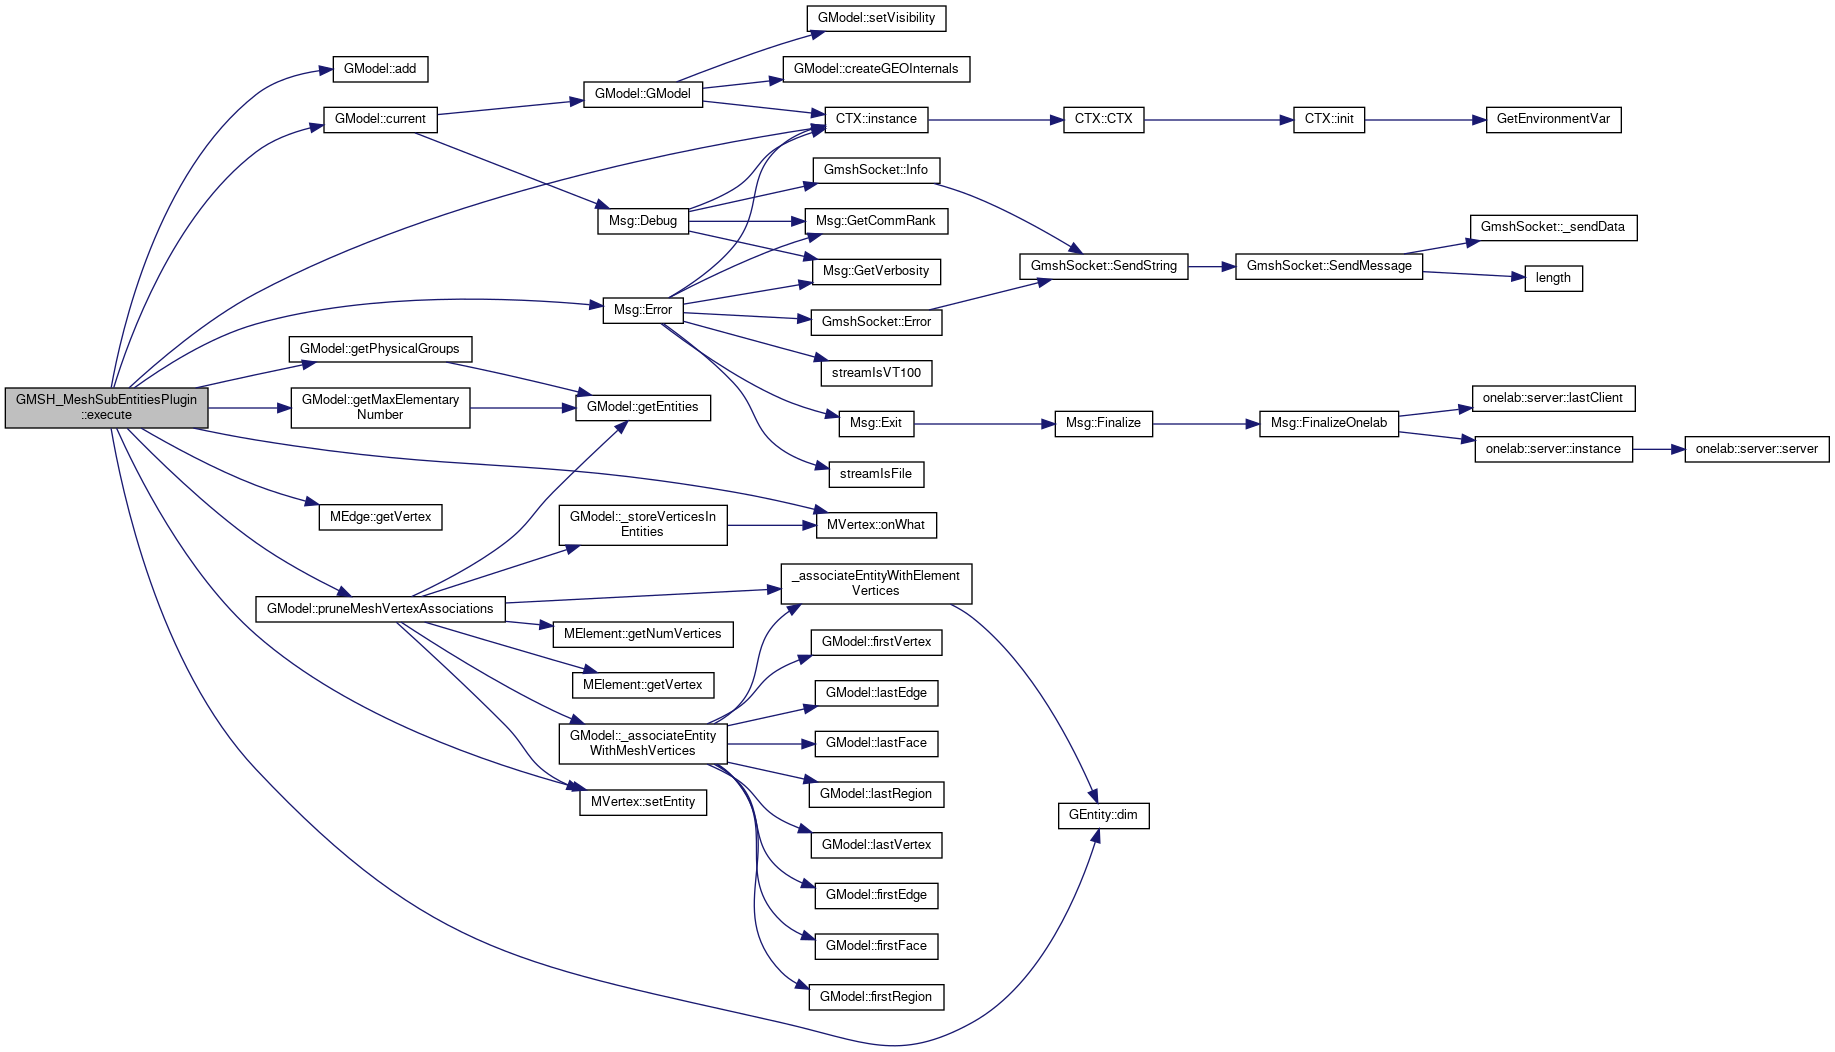 GModel::setVisibility
GModel::add
GModel::createGEOInternals
GModel::GModel
GModel::current
CTX::instance
CTX::CTX
CTX::init
GetEnvironmentVar
GmshSocket::Info
Msg::Debug
Msg::GetCommRank
GmshSocket::_sendData
Msg::GetVerbosity
GmshSocket::SendString
GmshSocket::SendMessage
length
Msg::Error
GmshSocket::Error
GModel::getPhysicalGroups
streamIsVT100
GMSH_MeshSubEntitiesPlugin
::execute
GModel::getMaxElementary
Number
GModel::getEntities
Msg::Exit
Msg::Finalize
Msg::FinalizeOnelab
onelab::server::lastClient
onelab::server::instance
onelab::server::server
streamIsFile
MEdge::getVertex
GModel::_storeVerticesIn
Entities
MVertex::onWhat
_associateEntityWithElement
Vertices
GModel::pruneMeshVertexAssociations
MElement::getNumVertices
GModel::firstVertex
MElement::getVertex
GModel::lastEdge
GModel::_associateEntity
WithMeshVertices
GModel::lastFace
GModel::lastRegion
MVertex::setEntity
GEntity::dim
GModel::lastVertex
GModel::firstEdge
GModel::firstFace
GModel::firstRegion